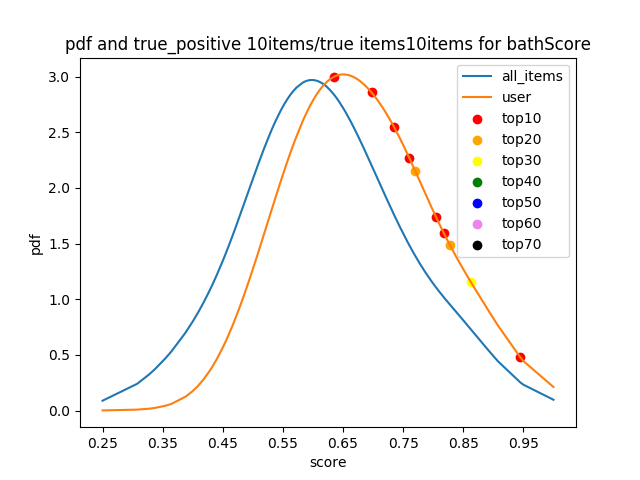 pdf and true_positive 10items/true items10items for bathScore
all_items
user
top10
top20
top30
top40
top50
top60
top70
3.0
2.5
2.0
1.5
1.0
0.5
0.0
pdf
0.25 0.35 0.45 0.55 0.65 0.75 0.85 0.95
score